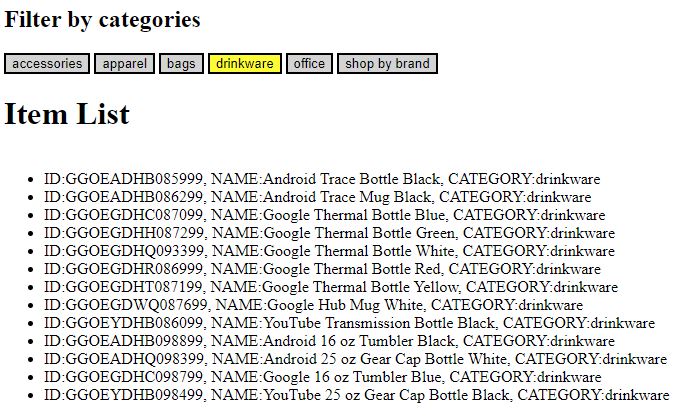 Filter by categories
accessories apparel bags drinkware office shop by brand
Item List
ID:GGOEADHB085999, NAME:Android Trace Bottle Black, CATEGORY:drinkware
ID:GGOEADHB086299, NAME:Android Trace Mug Black, CATEGORY:drinkware
ID:GGOEGDHC087099, NAME:Google Thermal Bottle Blue, CATEGORY:drinkware
ID:GGOEGDHH087299, NAME:Google Thermal Bottle Green, CATEGORY:drinkware
ID:GGOEGDHQ093399, NAME:Google Thermal Bottle White, CATEGORY:drinkware
ID:GGOEGDHR086999, NAME:Google Thermal Bottle Red, CATEGORY:drinkware
ID:GGOEGDHT087199, NAME:Google Thermal Bottle Yellow, CATEGORY:drinkware
ID:GGOEGDWQ087699, NAME:Google Hub Mug White, CATEGORY:drinkware
ID:GGOEYDHB086099, NAME:YouTube Transmission Bottle Black, CATEGORY:drinkware
ID:GGOEADHB098899, NAME:Android 16 oz Tumbler Black, CATEGORY:drinkware
ID:GGOEADHQ098399, NAME:Android 25 oz Gear Cap Bottle White, CATEGORY:drinkware
ID:GGOEGDHC098799, NAME:Google 16 oz Tumbler Blue, CATEGORY:drinkware
ID:GGOEYDHB098499, NAME:YouTube 25 oz Gear Cap Bottle Black, CATEGORY:drinkware